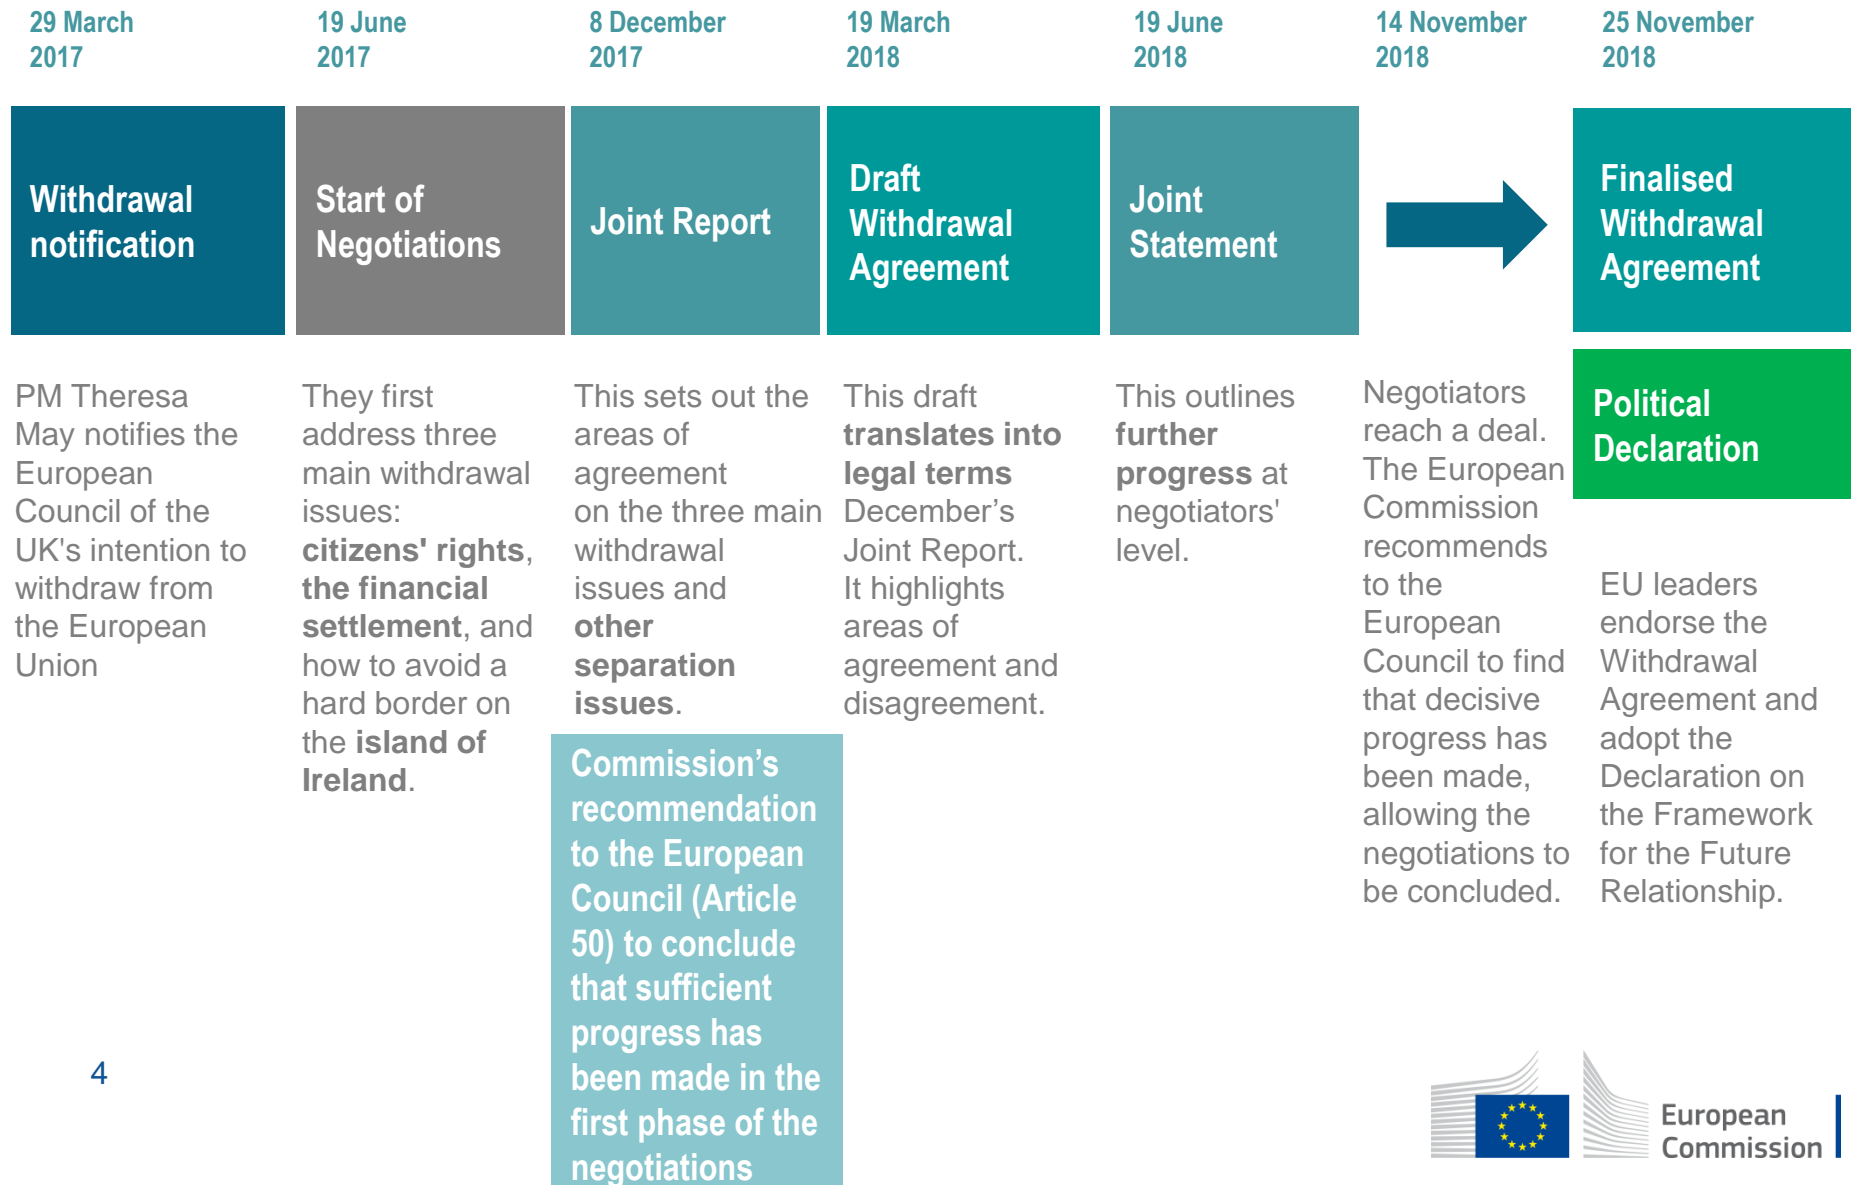 29 March
2017
19 June
2017
8 December
2017
19 March
2018
19 June
2018
14 November
2018
25 November
2018
Withdrawal
notification
Start of
Negotiations
Joint Report
Draft
Withdrawal
Agreement
Joint
Statement
Finalised
Withdrawal
Agreement
Political
Declaration
PM Theresa
May notifies the
European
Council of the
UK's intention to
withdraw from
the European
Union
They first
address three
main withdrawal
issues:
citizens' rights,
the financial
settlement, and
how to avoid a
hard border on
the island of
Ireland.
This sets out the
areas of
agreement
on the three main
withdrawal
issues and
other
separation
issues.
Commission’s
recommendation
to the European
Council (Article
50) to conclude
that sufficient
progress has
been made in the
first phase of the
negotiations
This draft
translates into
legal terms
December’s
Joint Report.
It highlights
areas of
agreement and
disagreement.
This outlines
further
progress at
negotiators'
level.
Negotiators
reach a deal.
The European
Commission
recommends
to the
European
Council to find
that decisive
progress has
been made,
allowing the
negotiations to
be concluded.
EU leaders
endorse the
Withdrawal
Agreement and
adopt the
Declaration on
the Framework
for the Future
Relationship.
4
European
Commission